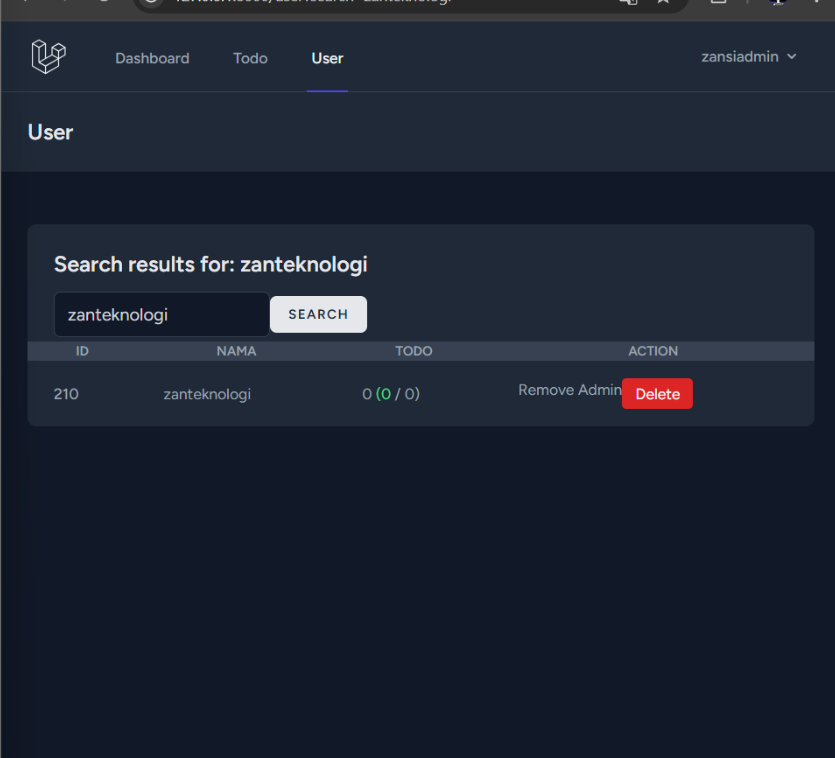 Dashboard Todo User zansiadmin
User
Search results for: zanteknologi
zanteknologi SEARCH
ID NAMA TODO ACTION
210 zanteknologi 0 (0 / 0) Remove Admin Delete